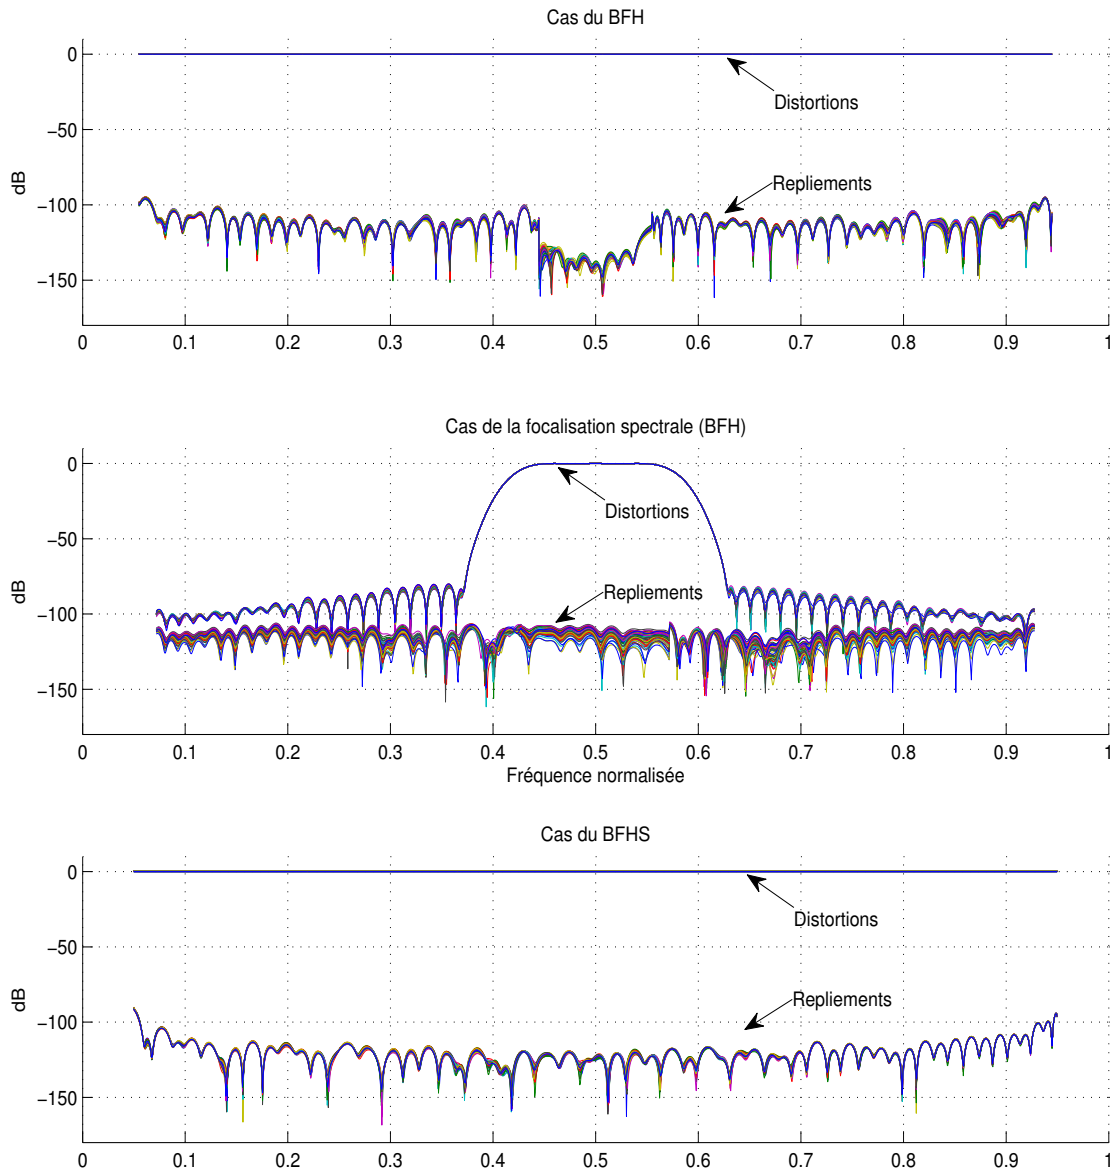 Cas du BFH
0
−50
−100
−150
dB
Distortions
Repliements
0 0.1 0.2 0.3 0.4 0.5 0.6 0.7 0.8 0.9 1
Cas de la focalisation spectrale (BFH)
0
−50
−100
−150
dB
Distortions
Repliements
0 0.1 0.2 0.3 0.4 0.5 0.6 0.7 0.8 0.9 1
Fréquence normalisée
Cas du BFHS
0
−50
−100
−150
dB
Distortions
Repliements
0 0.1 0.2 0.3 0.4 0.5 0.6 0.7 0.8 0.9 1